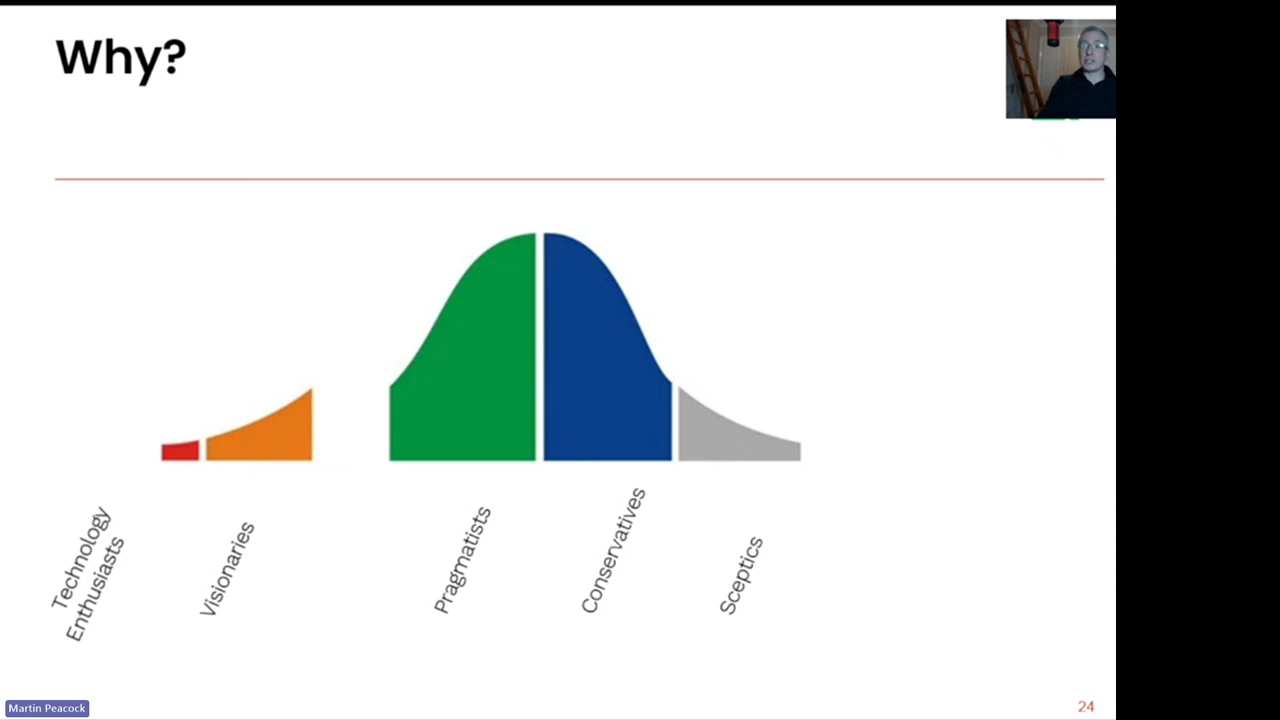 Why?
Technology
Enthusiasts
Visionaries
Pragmatists
Conservatives
Sceptics
Martin Peacock
24